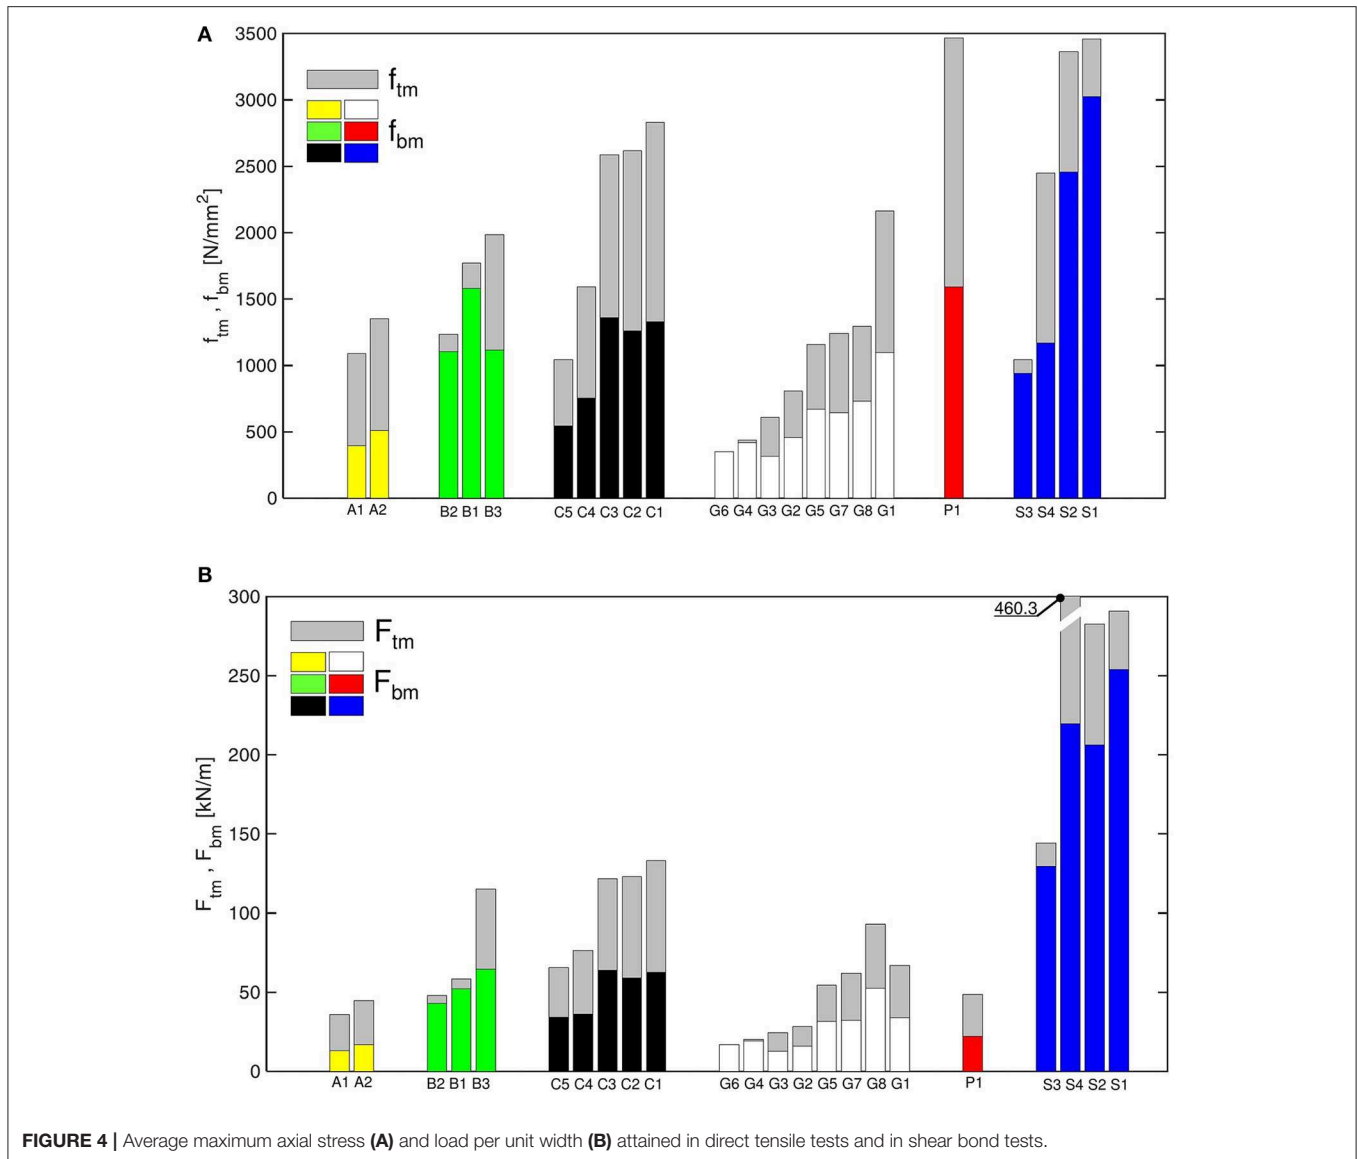 A
3500
3000
2500
2000
1500
1000
500
0
f_tm , f_bm [N/mm²]
f_tm
f_bm
A1 A2 B2 B1 B3 C5 C4 C3 C2 C1 G6 G4 G3 G2 G5 G7 G8 G1 P1 S3 S4 S2 S1
B
300
250
200
150
100
50
0
F_tm , F_bm [kN/m]
F_tm
F_bm
460.3
A1 A2 B2 B1 B3 C5 C4 C3 C2 C1 G6 G4 G3 G2 G5 G7 G8 G1 P1 S3 S4 S2 S1
FIGURE 4 | Average maximum axial stress (A) and load per unit width (B) attained in direct tensile tests and in shear bond tests.